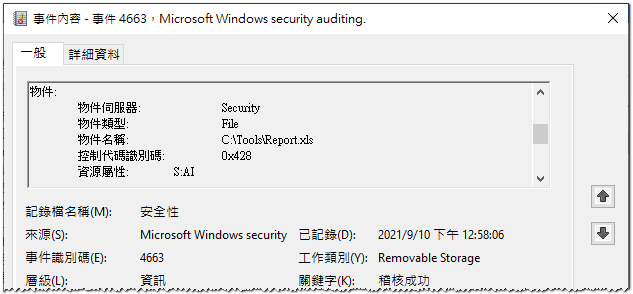 事件內容 - 事件 4663，Microsoft Windows security auditing.
一般 詳細資料
物件:
物件伺服器: Security
物件類型: File
物件名稱: C:\Tools\Report.xls
控制代碼識別碼: 0x428
資源屬性: S:AI
記錄檔名稱(M): 安全性
來源(S): Microsoft Windows security 已記錄(D): 2021/9/10 下午 12:58:06
事件識別碼(E): 4663 工作類別(Y): Removable Storage
層級(L): 資訊 關鍵字(K): 稽核成功